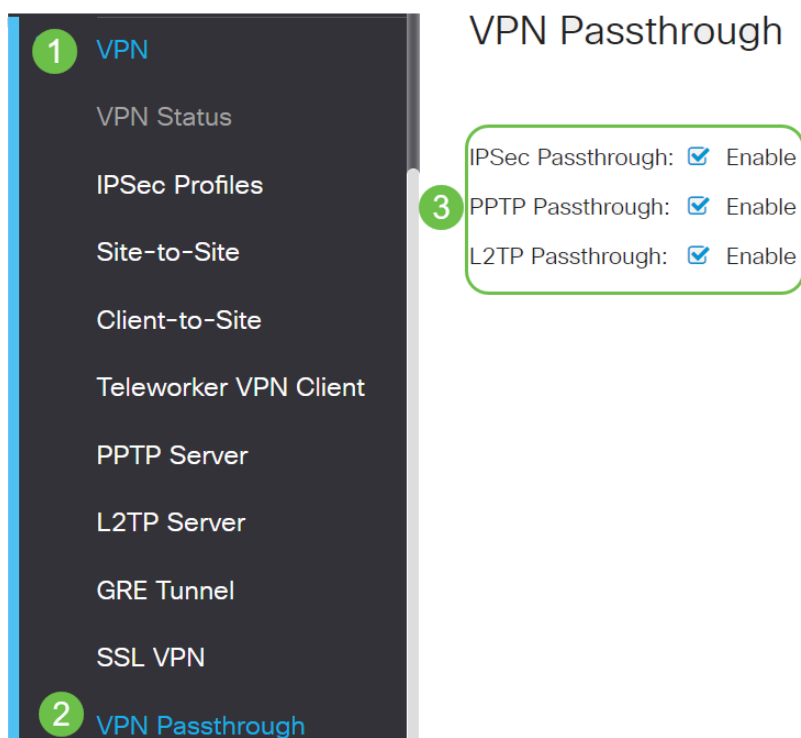 1 VPN
VPN Status
IPSec Profiles
Site-to-Site
Client-to-Site
Teleworker VPN Client
PPTP Server
L2TP Server
GRE Tunnel
SSL VPN
2 VPN Passthrough
VPN Passthrough
IPSec Passthrough: Enable
3 PPTP Passthrough: Enable
L2TP Passthrough: Enable